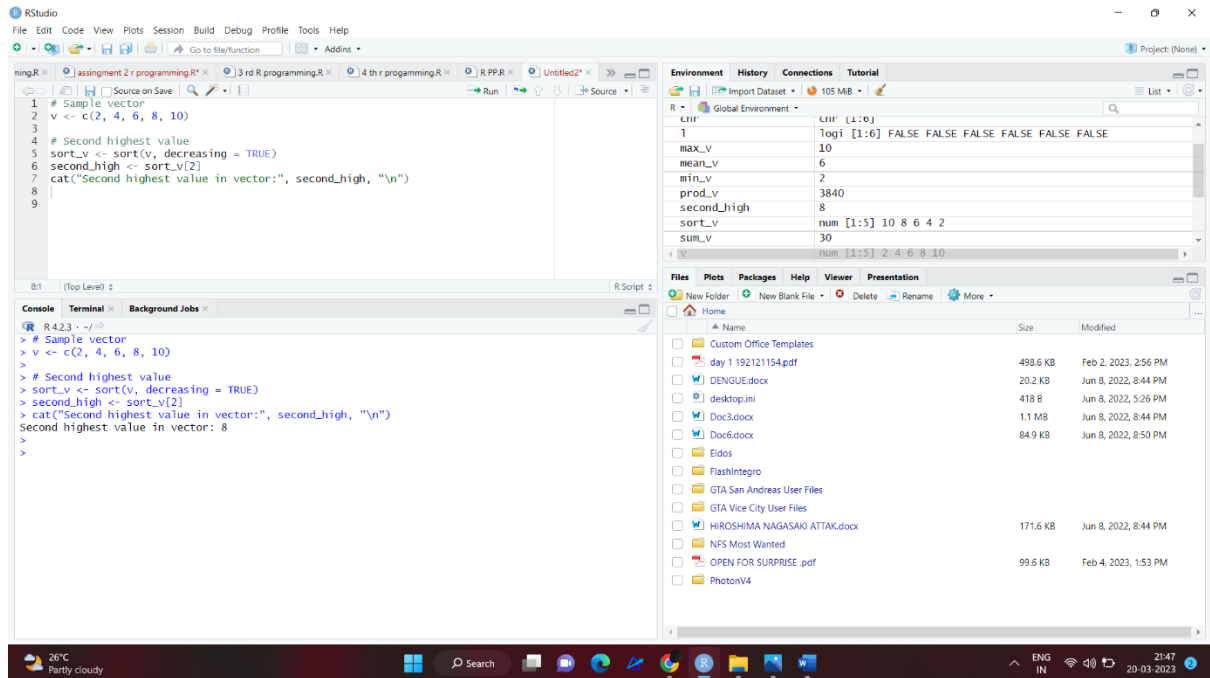 RStudio
File Edit Code View Plots Session Build Debug Profile Tools Help
Go to file/function Addins Project: (None)
ning.R assingment 2 r programming.R* 3 rd R programming.R 4 th r progamming.R R PP.R Untitled2*
Source on Save Run Source
1 # Sample vector
2 v <- c(2, 4, 6, 8, 10)
3
4 # Second highest value
5 sort_v <- sort(v, decreasing = TRUE)
6 second_high <- sort_v[2]
7 cat("Second highest value in vector:", second_high, "\n")
8
9
8:1 (Top Level) R Script
Console Terminal Background Jobs
R 4.2.3 · ~/
> # Sample vector
> v <- c(2, 4, 6, 8, 10)
>
> # Second highest value
> sort_v <- sort(v, decreasing = TRUE)
> second_high <- sort_v[2]
> cat("Second highest value in vector:", second_high, "\n")
Second highest value in vector: 8
>
>
Environment History Connections Tutorial
Import Dataset 105 MiB List
R Global Environment
chr chr [1:6]
l logi [1:6] FALSE FALSE FALSE FALSE FALSE FALSE
max_v 10
mean_v 6
min_v 2
prod_v 3840
second_high 8
sort_v num [1:5] 10 8 6 4 2
sum_v 30
v num [1:5] 2 4 6 8 10
Files Plots Packages Help Viewer Presentation
New Folder New Blank File Delete Rename More
Home ...
Name Size Modified
Custom Office Templates
day 1 192121154.pdf 498.6 KB Feb 2, 2023, 2:56 PM
DENGUE.docx 20.2 KB Jun 8, 2022, 8:44 PM
desktop.ini 418 B Jun 8, 2022, 5:26 PM
Doc3.docx 1.1 MB Jun 8, 2022, 8:44 PM
Doc6.docx 84.9 KB Jun 8, 2022, 8:50 PM
Eidos
FlashIntegro
GTA San Andreas User Files
GTA Vice City User Files
HIROSHIMA NAGASAKI ATTAK.docx 171.6 KB Jun 8, 2022, 8:44 PM
NFS Most Wanted
OPEN FOR SURPRISE .pdf 99.6 KB Feb 4, 2023, 1:53 PM
PhotonV4
26°C
Partly cloudy
Search
ENG
IN
21:47
20-03-2023
2